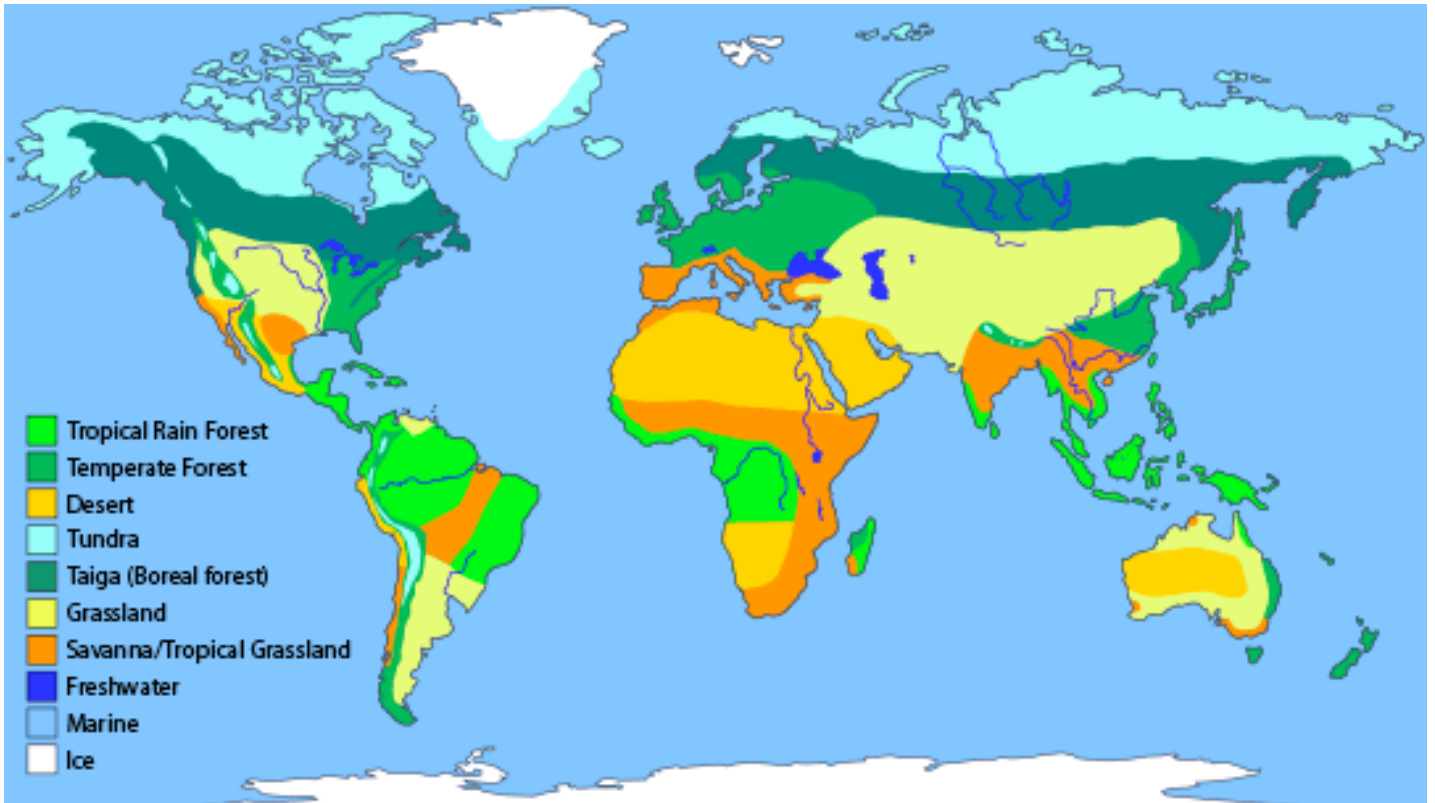 Tropical Rain Forest
Temperate Forest
Desert
Tundra
Taiga (Boreal forest)
Grassland
Savanna/Tropical Grassland
Freshwater
Marine
Ice